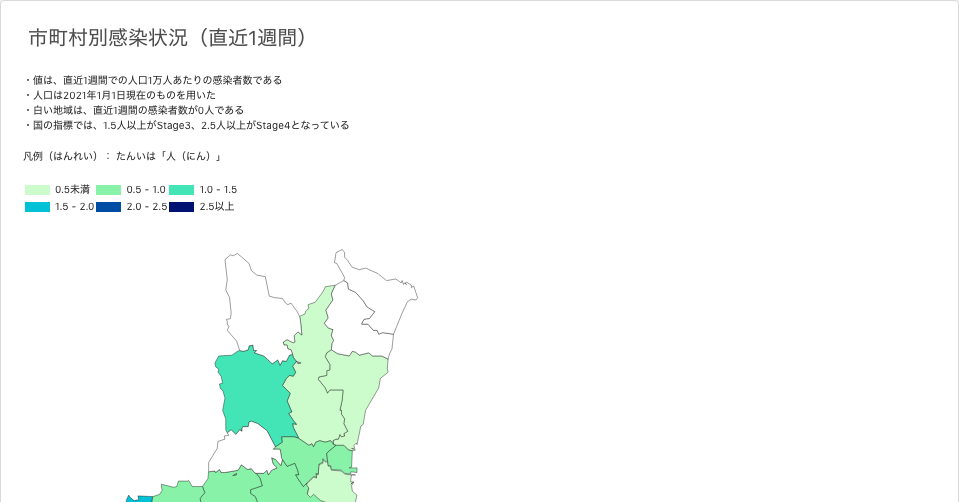 市町村別感染状況（直近1週間）
・値は、直近1週間での人口1万人あたりの感染者数である
・人口は2021年1月1日現在のものを用いた
・白い地域は、直近1週間の感染者数が0人である
・国の指標では、1.5人以上がStage3、2.5人以上がStage4となっている
凡例（はんれい）： たんいは「人（にん）」
0.5未満 0.5 - 1.0 1.0 - 1.5
1.5 - 2.0 2.0 - 2.5 2.5以上